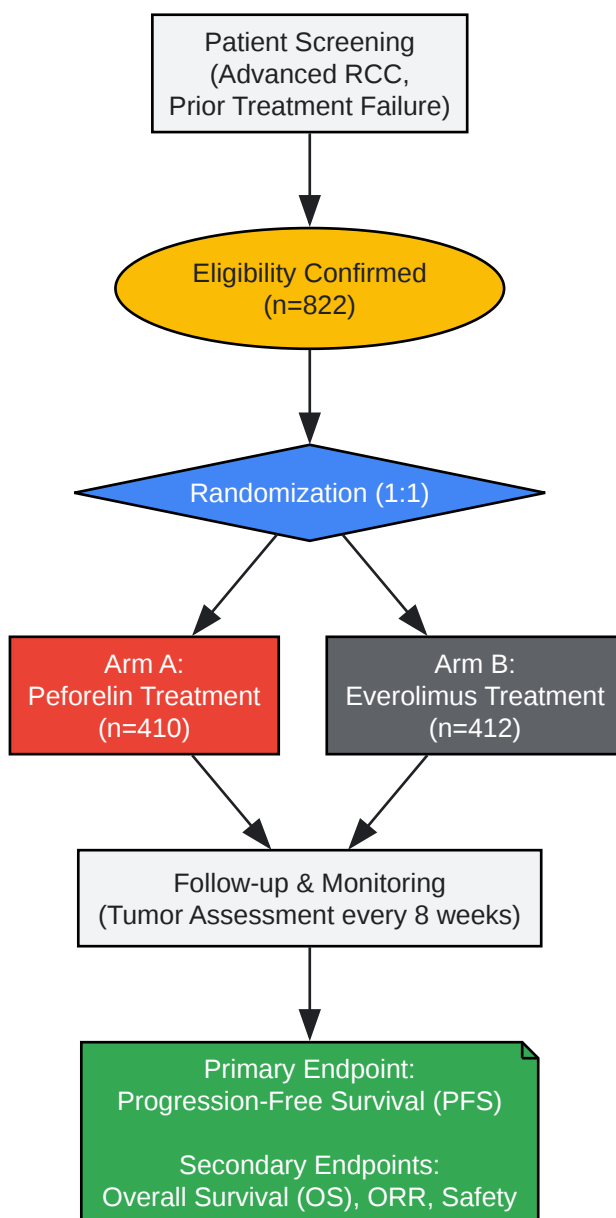 Patient Screening
(Advanced RCC,
Prior Treatment Failure)
Eligibility Confirmed
(n=822)
Randomization (1:1)
Arm A:
Peforelin Treatment
(n=410)
Arm B:
Everolimus Treatment
(n=412)
Follow-up & Monitoring
(Tumor Assessment every 8 weeks)
Primary Endpoint:
Progression-Free Survival (PFS)
Secondary Endpoints:
Overall Survival (OS), ORR, Safety